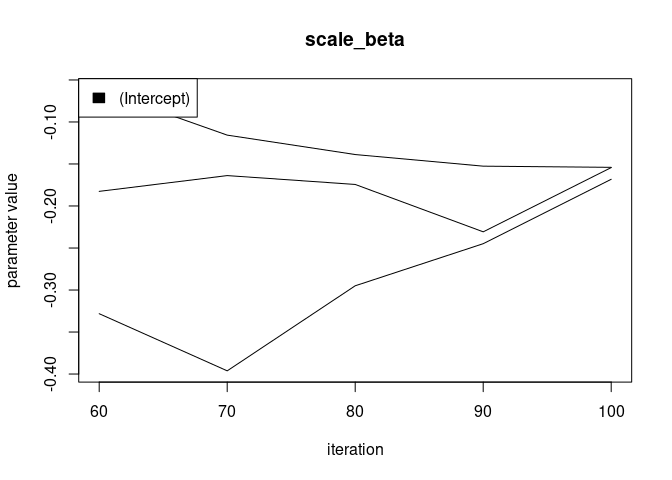 scale_beta
(Intercept)
parameter value
-0.10
-0.20
-0.30
-0.40
60 70 80 90 100
iteration